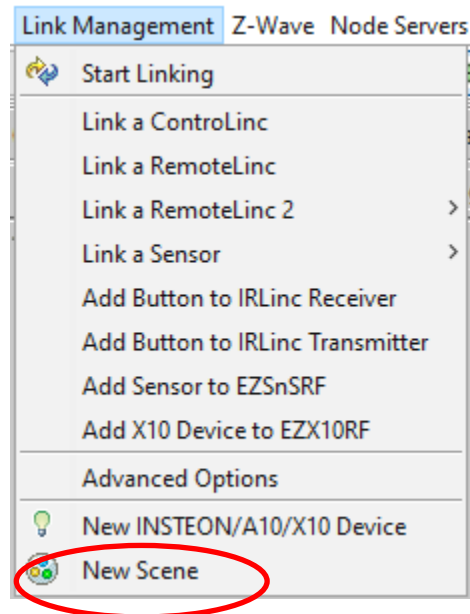 Link Management Z-Wave Node Servers
Start Linking
Link a ControLinc
Link a RemoteLinc
Link a RemoteLinc 2 >
Link a Sensor >
Add Button to IRLinc Receiver
Add Button to IRLinc Transmitter
Add Sensor to EZSnSRF
Add X10 Device to EZX10RF
Advanced Options
New INSTEON/A10/X10 Device
New Scene